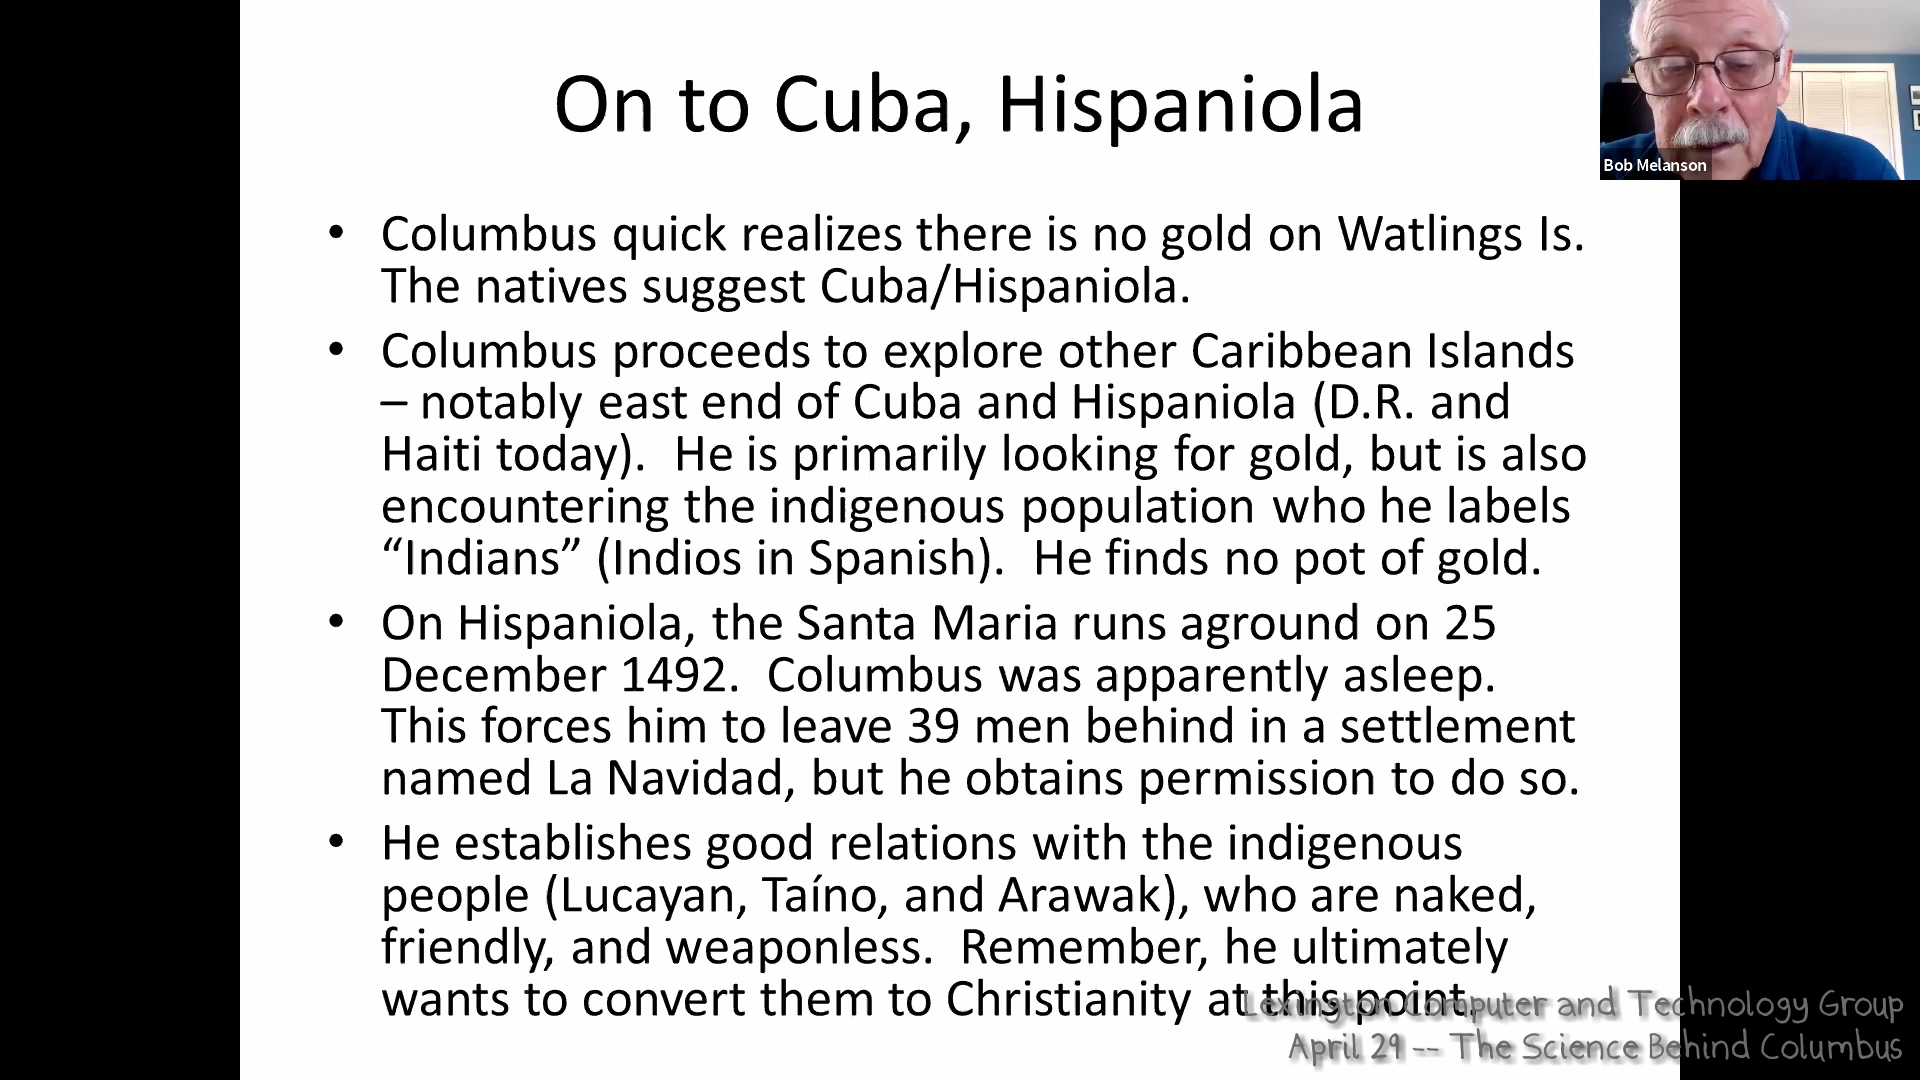 On to Cuba, Hispaniola
Bob Melanson
• Columbus quick realizes there is no gold on Watlings Is.
The natives suggest Cuba/Hispaniola.
• Columbus proceeds to explore other Caribbean Islands
– notably east end of Cuba and Hispaniola (D.R. and
Haiti today).  He is primarily looking for gold, but is also
encountering the indigenous population who he labels
“Indians” (Indios in Spanish).  He finds no pot of gold.
• On Hispaniola, the Santa Maria runs aground on 25
December 1492.  Columbus was apparently asleep.
This forces him to leave 39 men behind in a settlement
named La Navidad, but he obtains permission to do so.
• He establishes good relations with the indigenous
people (Lucayan, Taíno, and Arawak), who are naked,
friendly, and weaponless.  Remember, he ultimately
wants to convert them to Christianity at this point.
Lexington Computer and Technology Group
April 29 -- The Science Behind Columbus